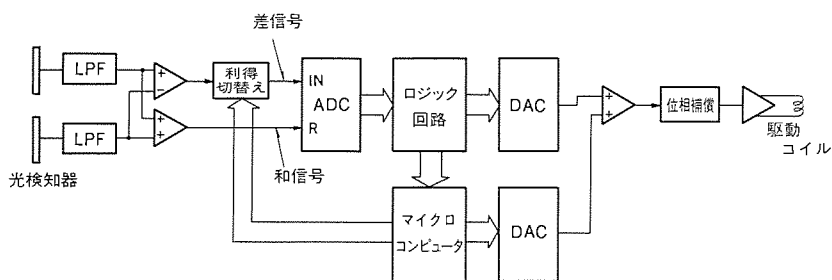 差信号
LPF
+
−
利得
切替え
IN
ADC
R
ロジック
回路
DAC
+
+
位相補償
駆動
コイル
LPF
+
+
光検知器
和信号
マイクロ
コンピュータ
DAC